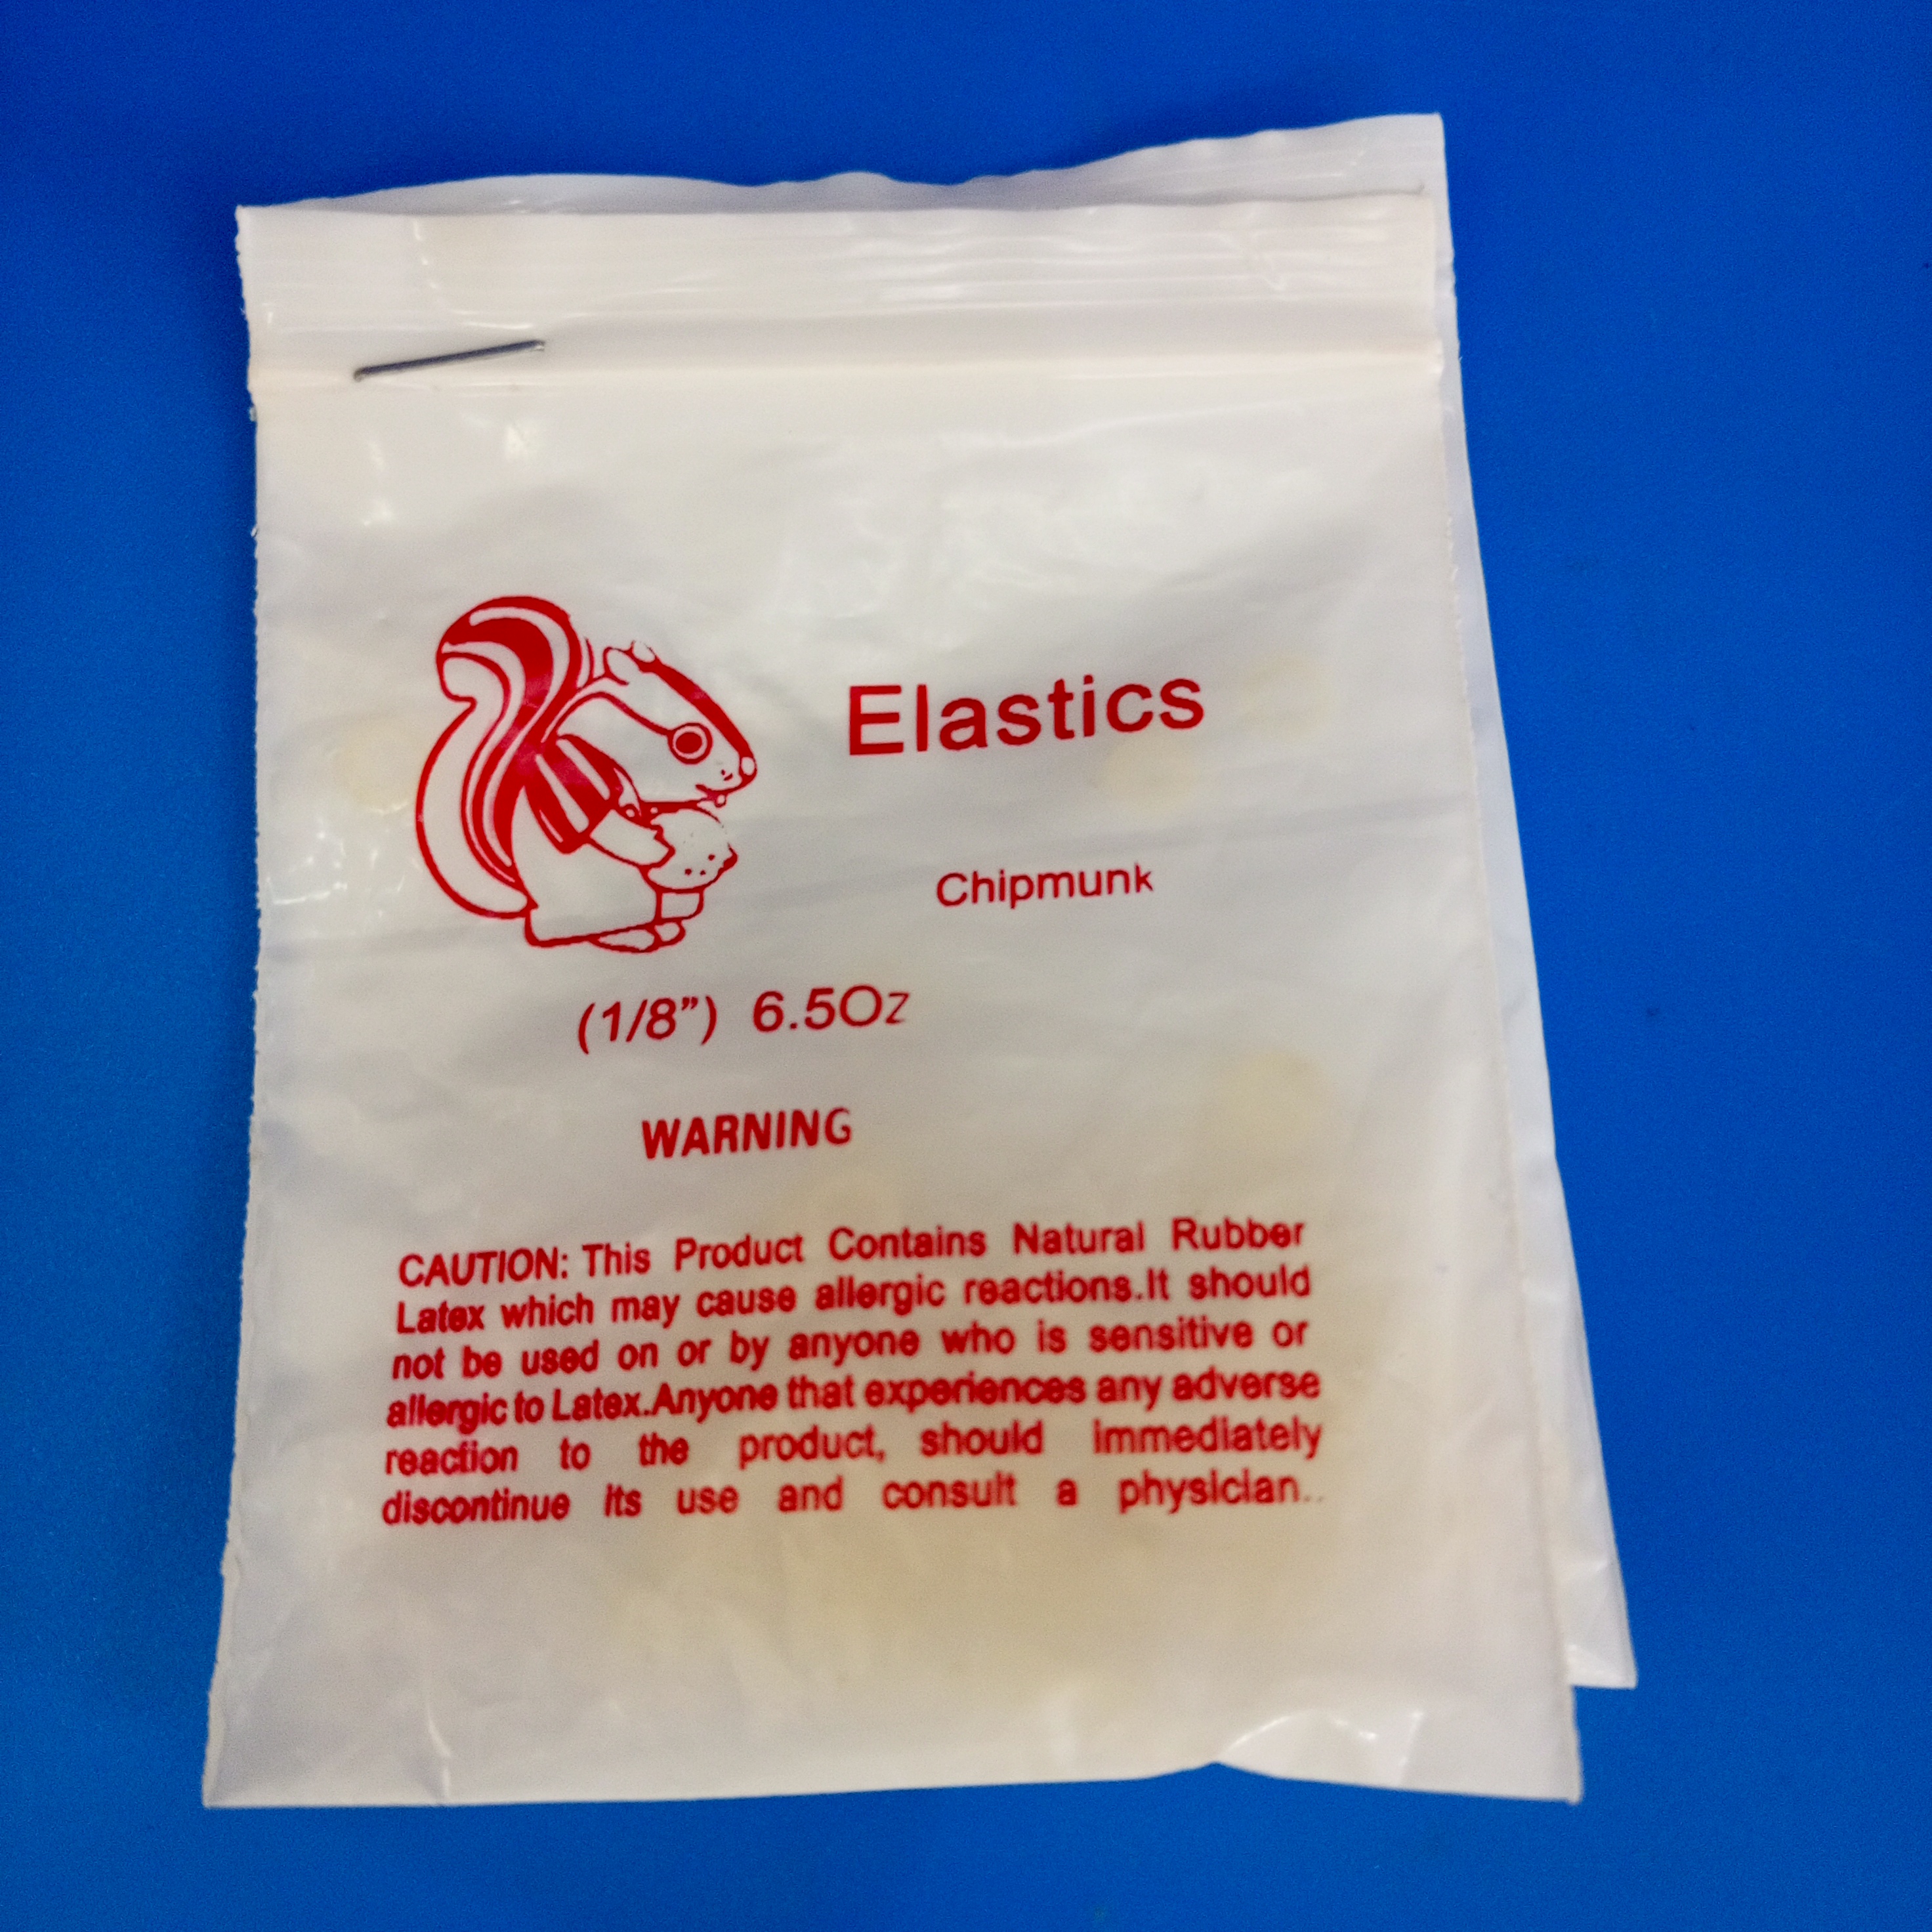 Elastics
Chipmunk
(1/8”) 6.5Oz
WARNING
CAUTION: This Product Contains Natural Rubber
Latex which may cause allergic reactions.It should
not be used on or by anyone who is sensitive or
allergic to Latex.Anyone that experiences any adverse
reaction to the product, should immediately
discontinue its use and consult a physician..